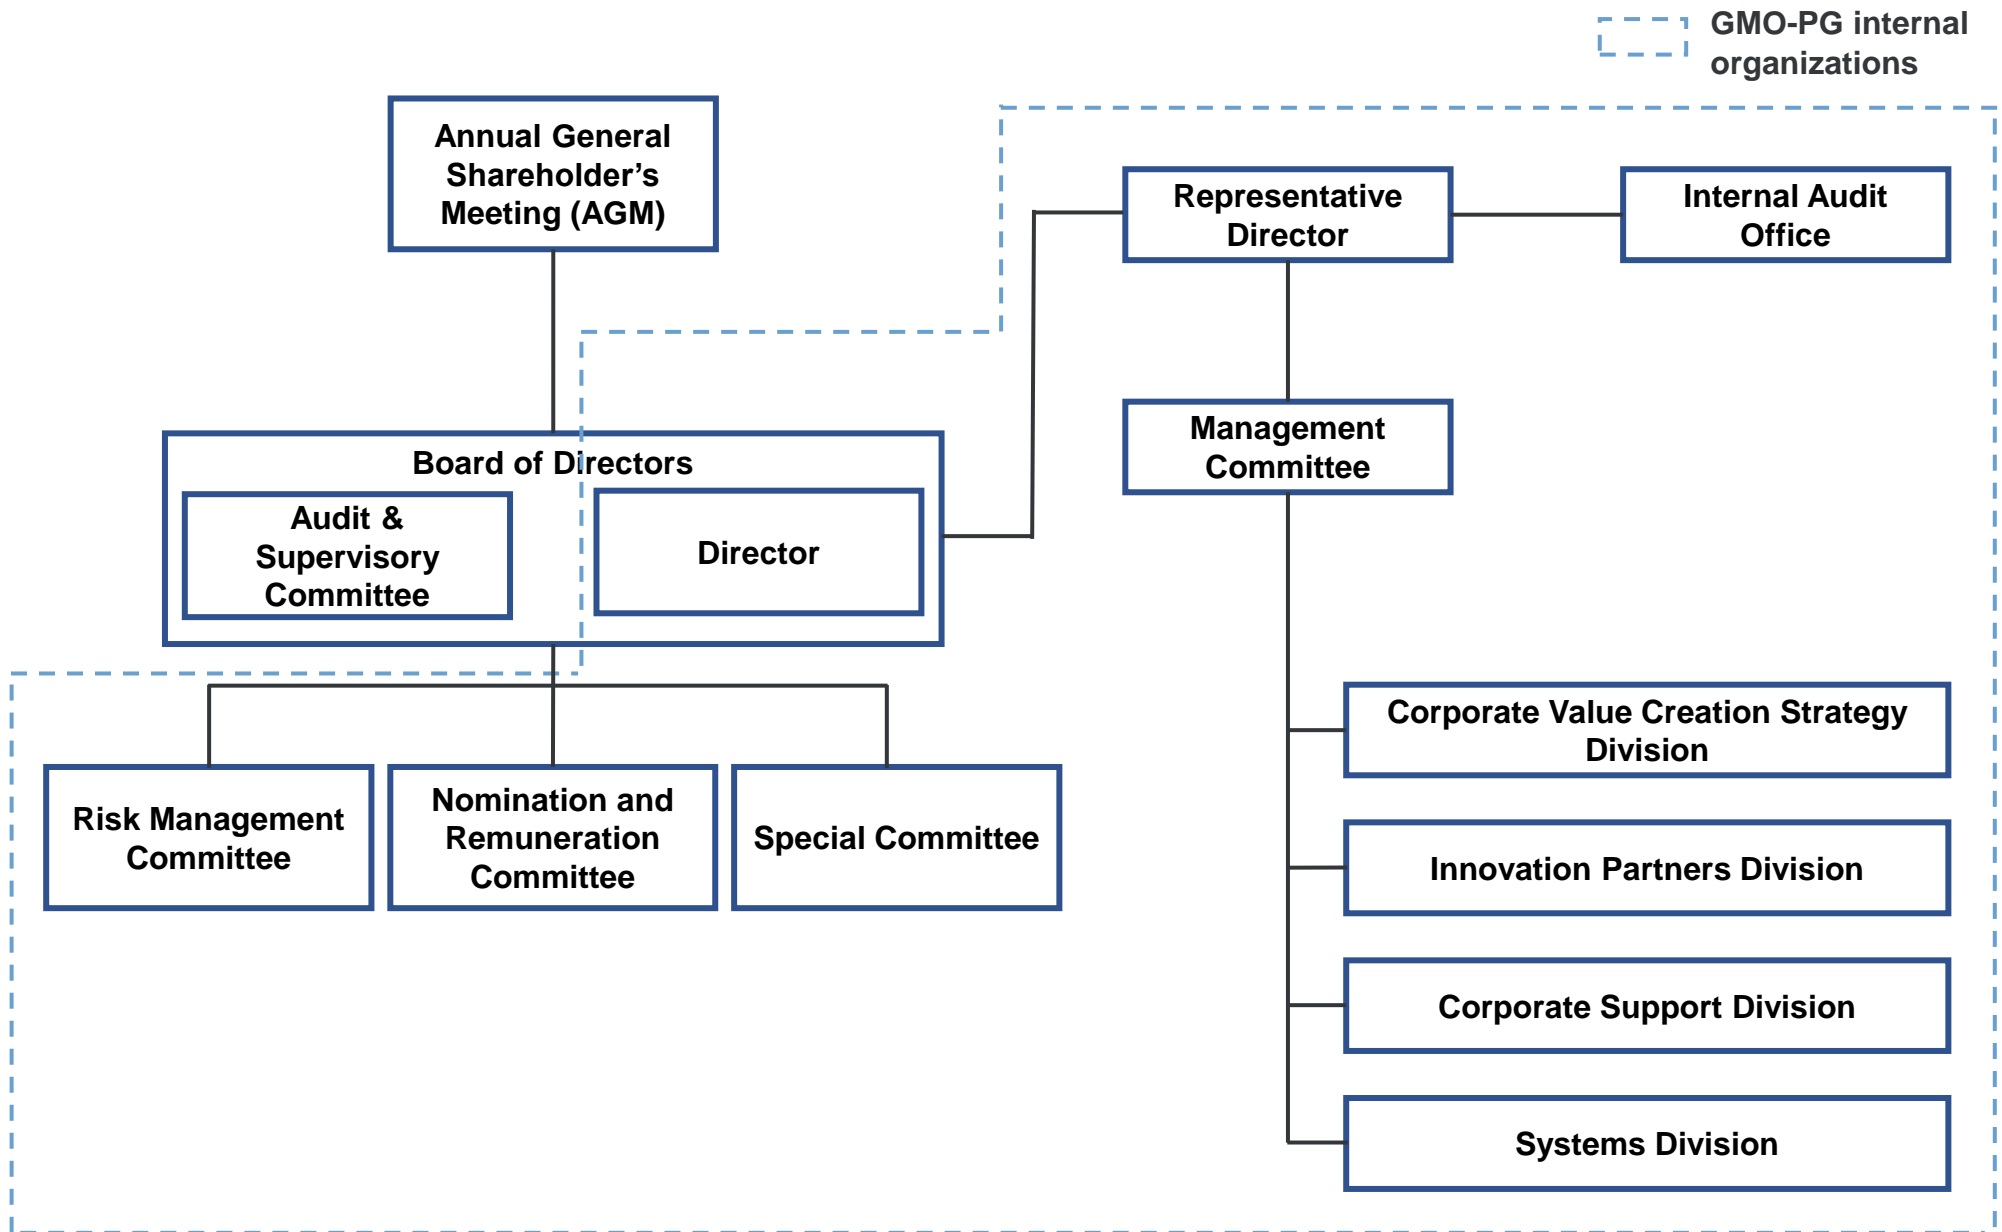 GMO-PG internal
organizations
Annual General
Shareholder’s
Meeting (AGM)
Representative
Director
Internal Audit
Office
Management
Committee
Board of Directors
Audit &
Supervisory
Committee
Director
Corporate Value Creation Strategy
Division
Risk Management
Committee
Nomination and
Remuneration
Committee
Special Committee
Innovation Partners Division
Corporate Support Division
Systems Division